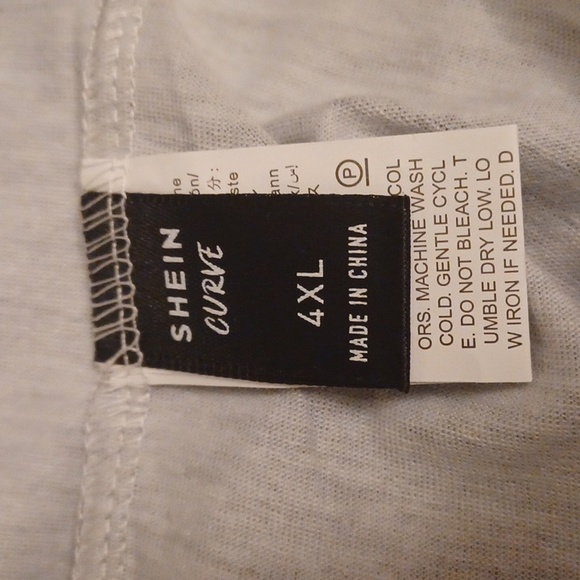 SHEIN
CURVE
4XL
MADE IN CHINA
P
COL
ORS. MACHINE WASH
COLD. GENTLE CYCL
E. DO NOT BLEACH. T
UMBLE DRY LOW. LO
W IRON IF NEEDED. D